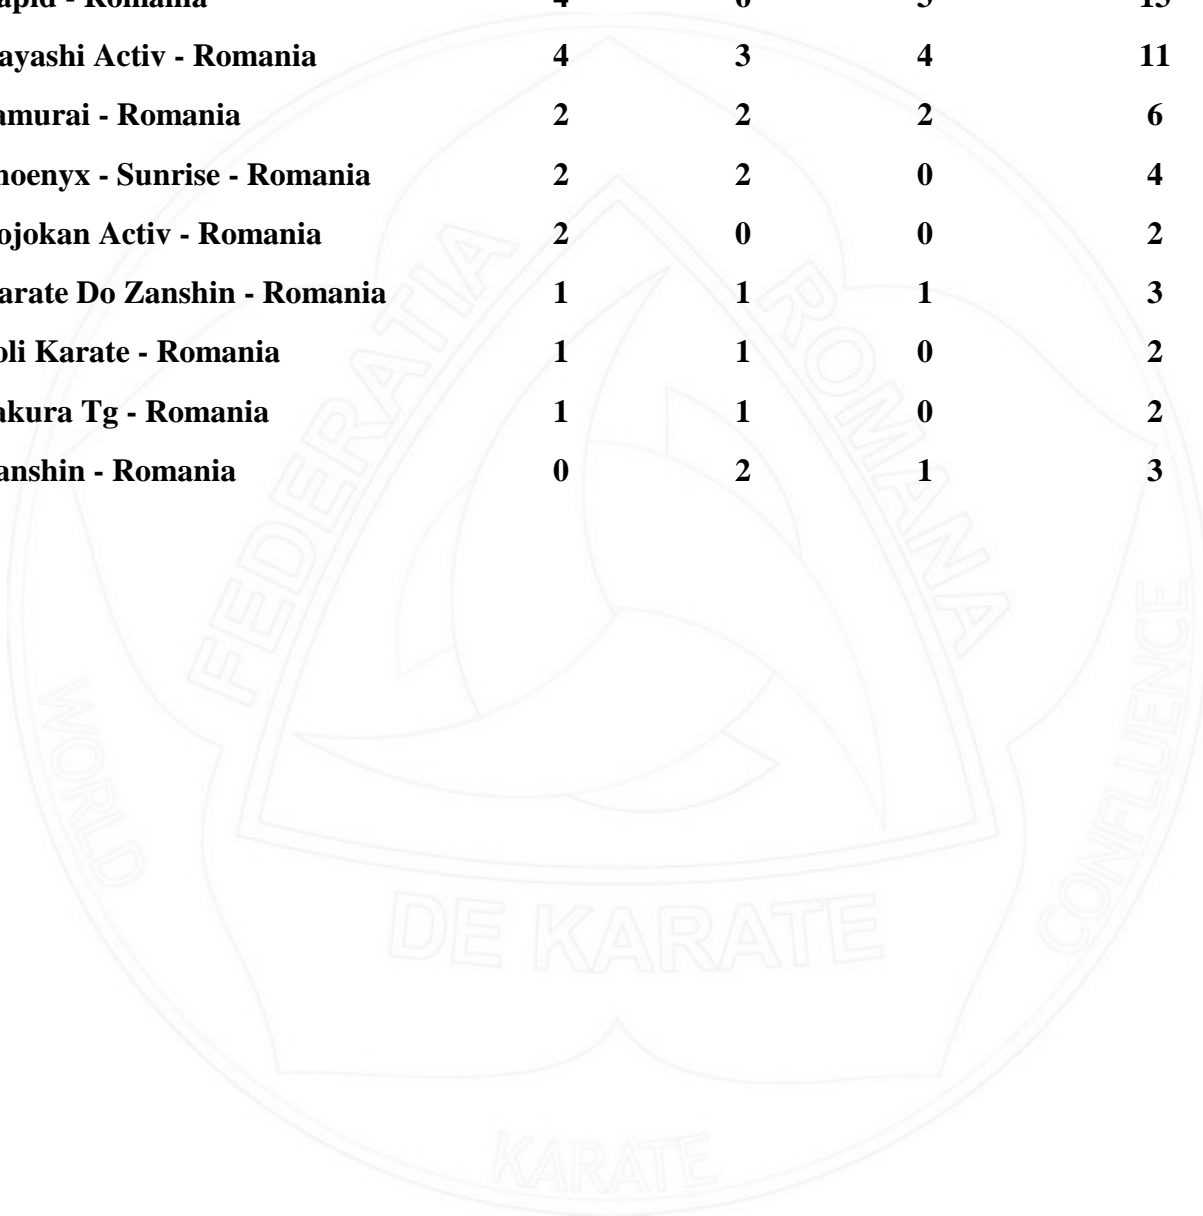 apid - Romania 4 6
ayashi Activ - Romania 4 3 4 11
amurai - Romania 2 2 2 6
hoenyx - Sunrise - Romania 2 2 0 4
ojokan Activ - Romania 2 0 0 2
arate Do Zanshin - Romania 1 1 1 3
oli Karate - Romania 1 1 0 2
akura Tg - Romania 1 1 0 2
anshin - Romania 0 2 1 3
FEDERATIA ROMANA
DE KARATE
WORLD KARATE CONFLUENCE